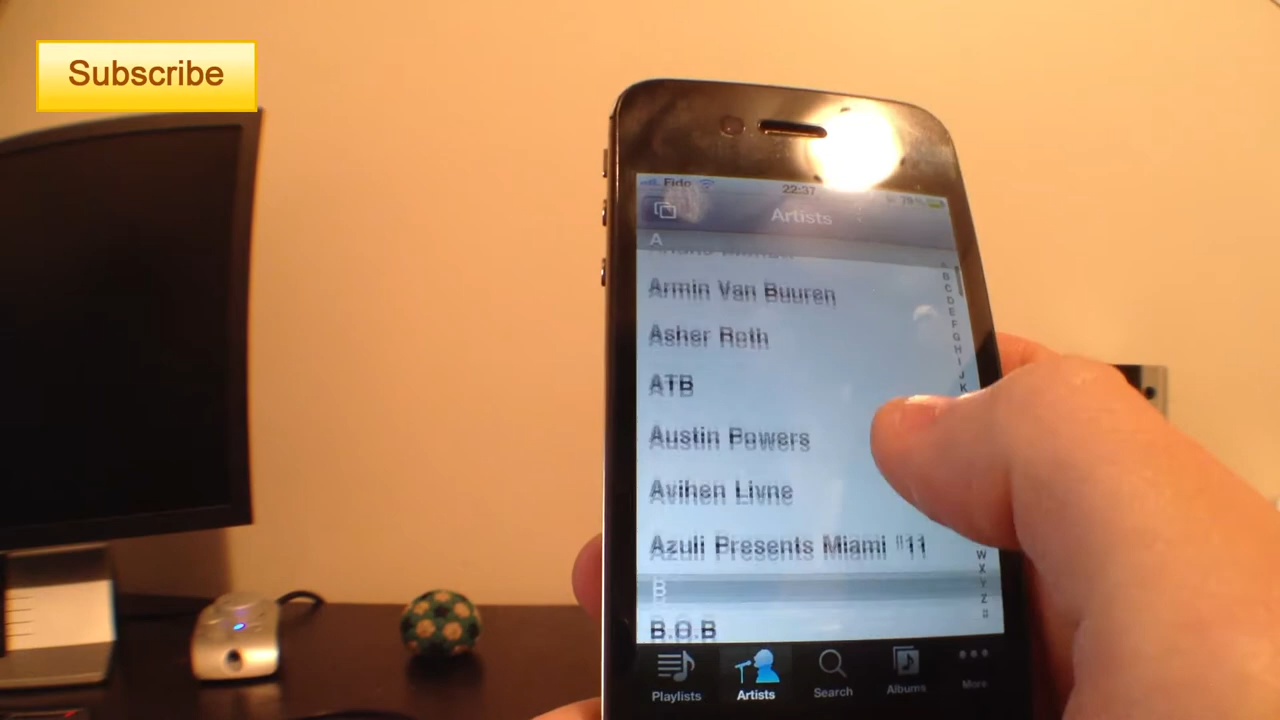 Subscribe
Fido 22:37 79%
Artists
A
Armin Van Buuren
Asher Roth
ATB
Austin Powers
Avihen Livne
Azuli Presents Miami '11
B
B.O.B
B
C
D
E
F
G
H
I
J
K
W
X
Y
Z
#
Playlists Artists Search Albums More